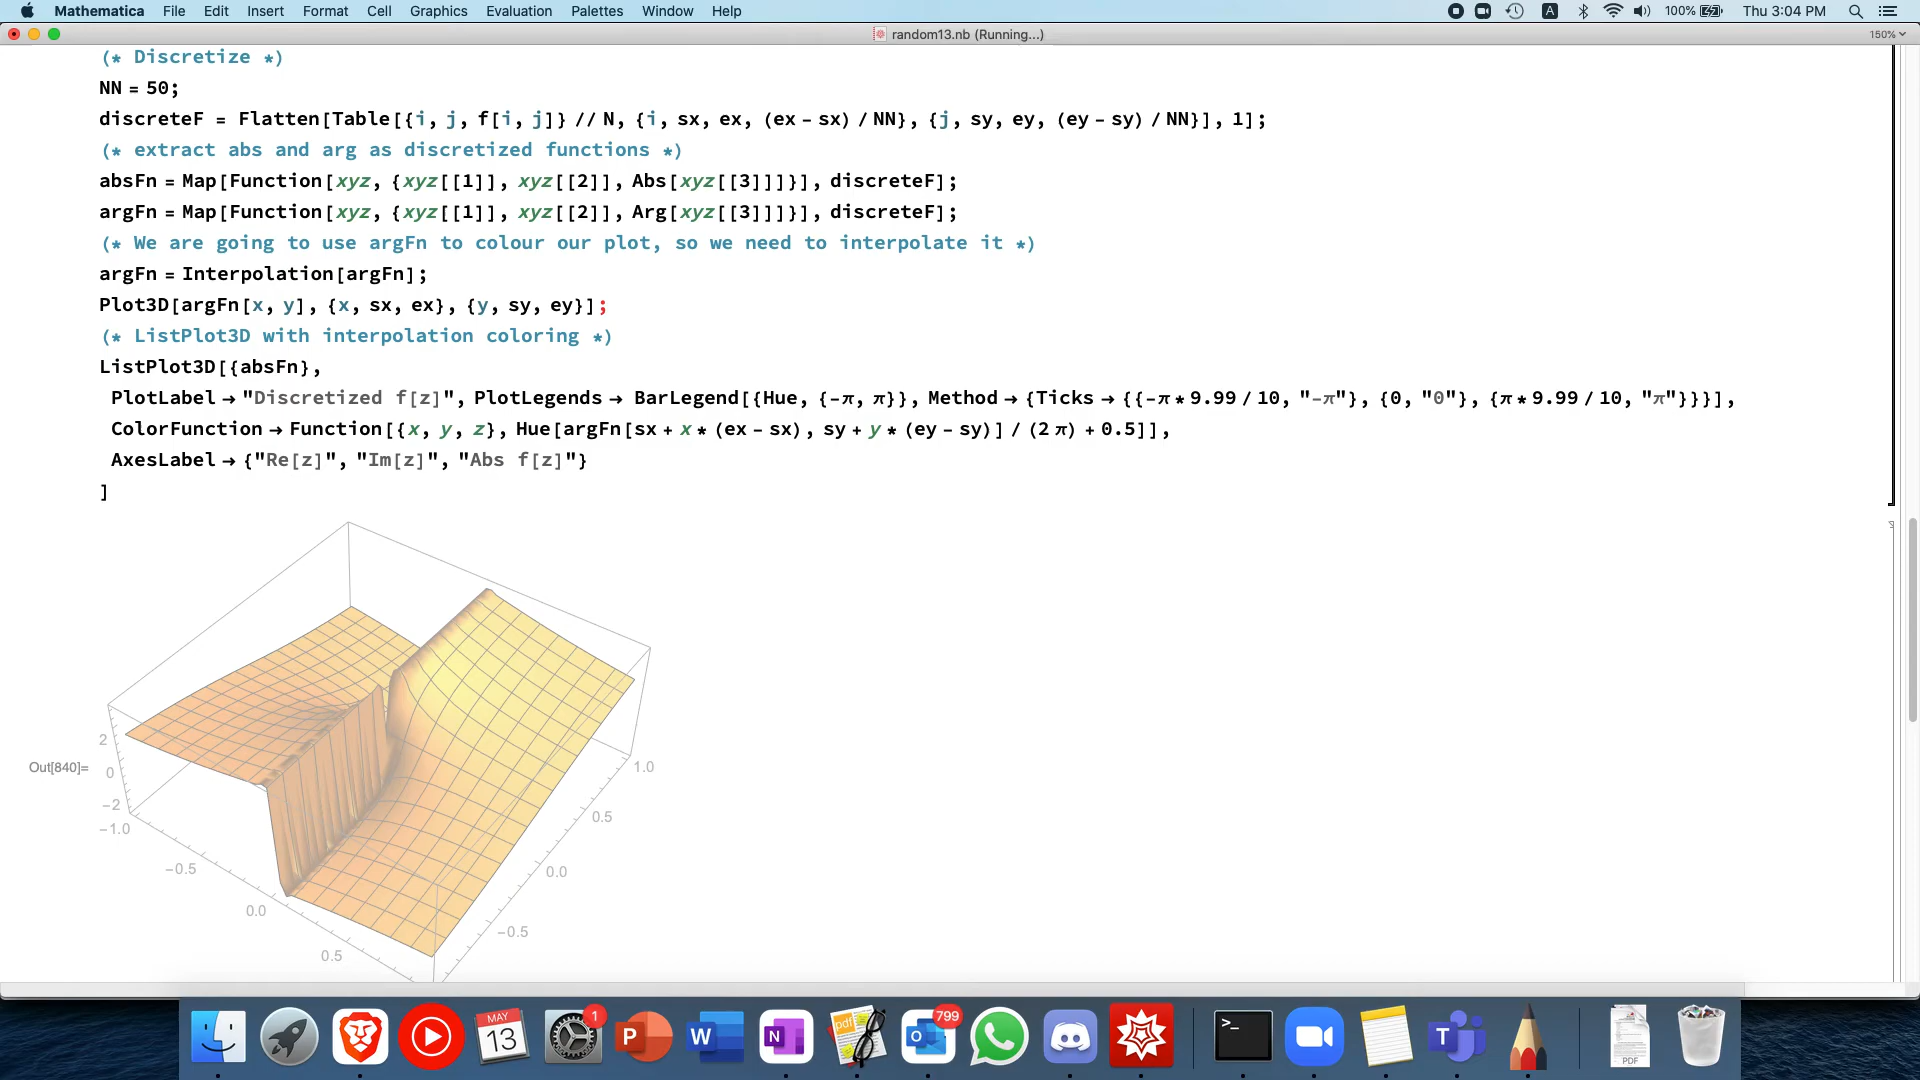 Mathematica File Edit Insert Format Cell Graphics Evaluation Palettes Window Help A 100% Thu 3:04 PM
random13.nb (Running...) 150%
(* Discretize *)
NN = 50;
discreteF = Flatten[Table[{i, j, f[i, j]} // N, {i, sx, ex, (ex - sx) / NN}, {j, sy, ey, (ey - sy) / NN}], 1];
(* extract abs and arg as discretized functions *)
absFn = Map[Function[xyz, {xyz[[1]], xyz[[2]], Abs[xyz[[3]]]}], discreteF];
argFn = Map[Function[xyz, {xyz[[1]], xyz[[2]], Arg[xyz[[3]]]}], discreteF];
(* We are going to use argFn to colour our plot, so we need to interpolate it *)
argFn = Interpolation[argFn];
Plot3D[argFn[x, y], {x, sx, ex}, {y, sy, ey}];
(* ListPlot3D with interpolation coloring *)
ListPlot3D[{absFn},
PlotLabel → "Discretized f[z]", PlotLegends → BarLegend[{Hue, {-π, π}}, Method → {Ticks → {{-π * 9.99 / 10, "-π"}, {0, "0"}, {π * 9.99 / 10, "π"}}}],
ColorFunction → Function[{x, y, z}, Hue[argFn[sx + x * (ex - sx), sy + y * (ey - sy)] / (2 π) + 0.5]],
AxesLabel → {"Re[z]", "Im[z]", "Abs f[z]"}
]
Out[840]=
2
0
-2
-1.0
-0.5
0.0
0.5
1.0
0.5
0.0
-0.5
MAY
13
1
P
W
N
pdf
O
799
>_
T
PDF